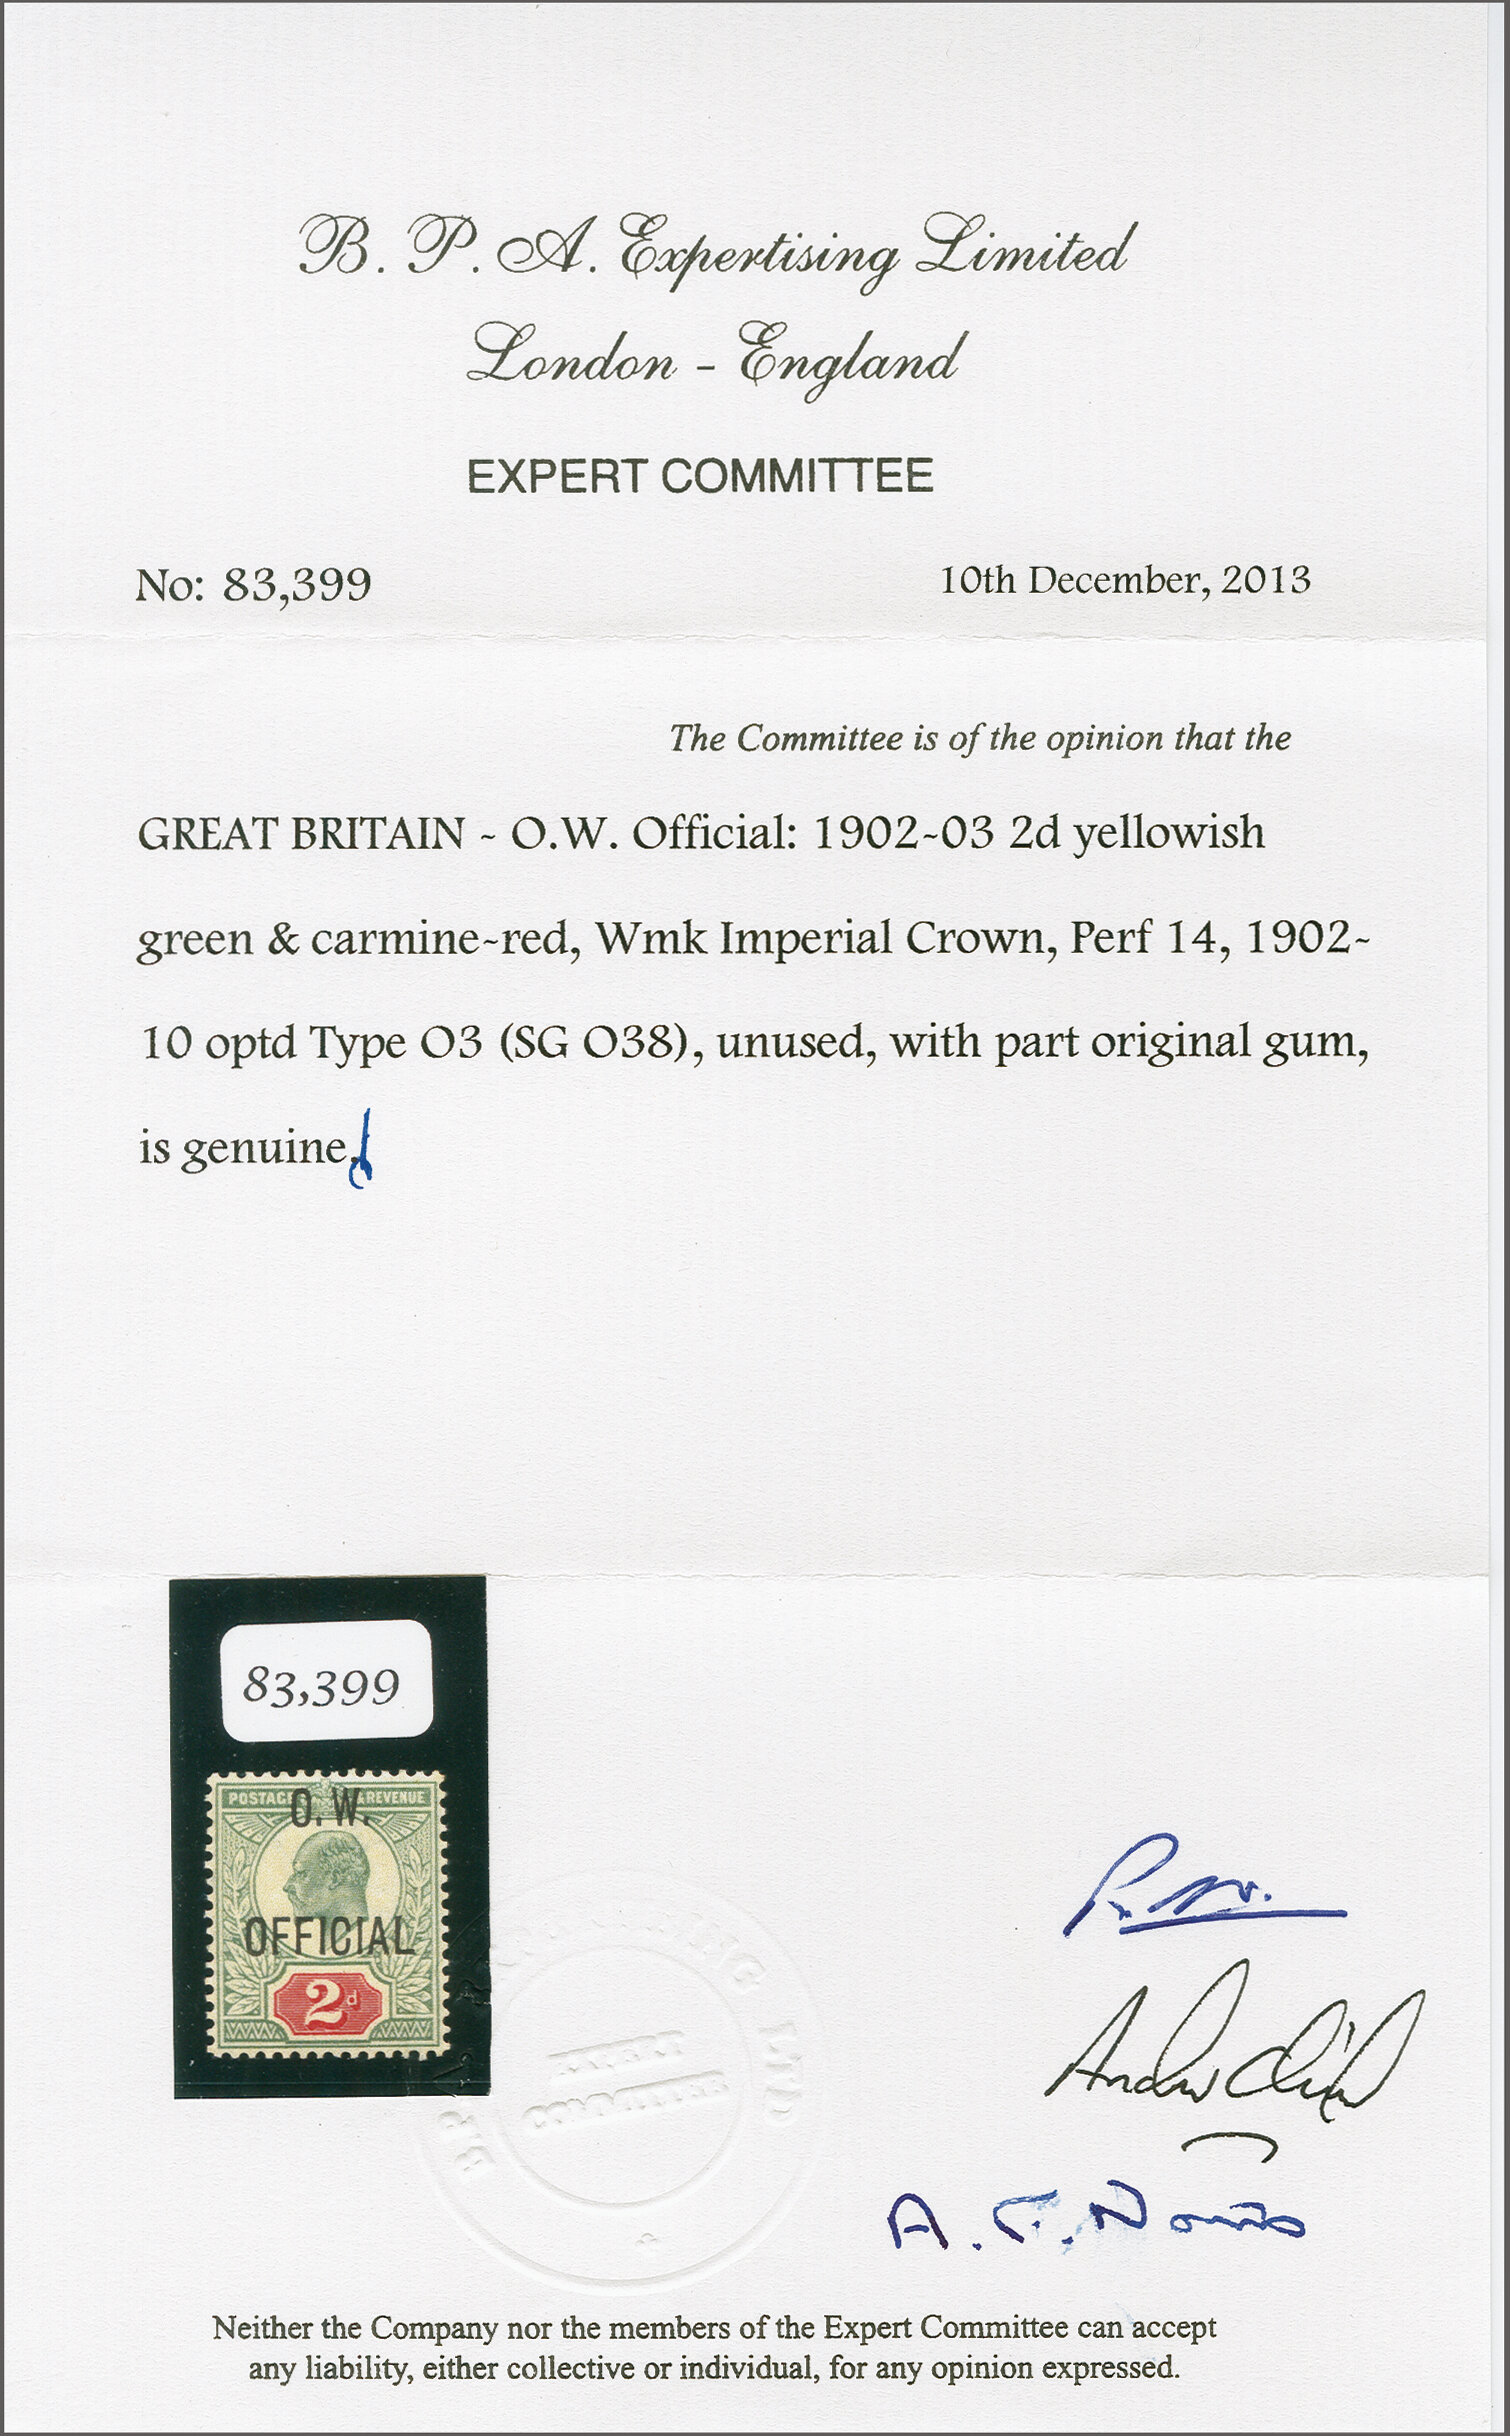 B. P. A. Expertising Limited
London - England
EXPERT COMMITTEE
No: 83,399
10th December, 2013
The Committee is of the opinion that the
GREAT BRITAIN - O.W. Official: 1902-03 2d yellowish
green & carmine-red, Wmk Imperial Crown, Perf 14, 1902-
10 optd Type O3 (SG O38), unused, with part original gum,
is genuine.
83,399
POSTAGE REVENUE
O.W.
OFFICIAL
2d
EXPERT
COMMITTEE
A.
Neither the Company nor the members of the Expert Committee can accept
any liability, either collective or individual, for any opinion expressed.